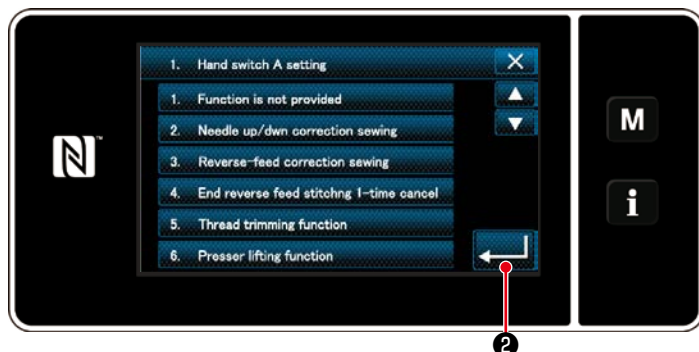 1. Hand switch A setting
1. Function is not provided
2. Needle up/dwn correction sewing
3. Reverse-feed correction sewing
4. End reverse feed stitchng 1-time cancel
5. Thread trimming function
6. Presser lifting function
N
M
i
❷